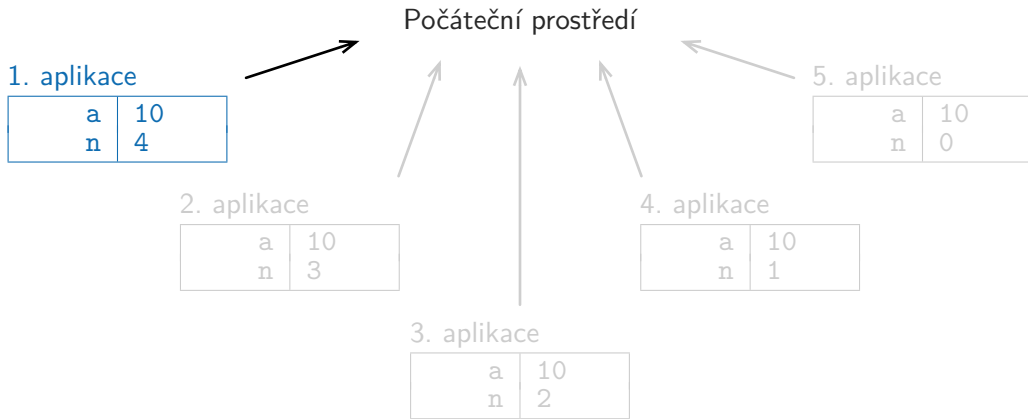 Počáteční prostředí
1. aplikace
a 10
n 4
2. aplikace
a 10
n 3
3. aplikace
a 10
n 2
4. aplikace
a 10
n 1
5. aplikace
a 10
n 0